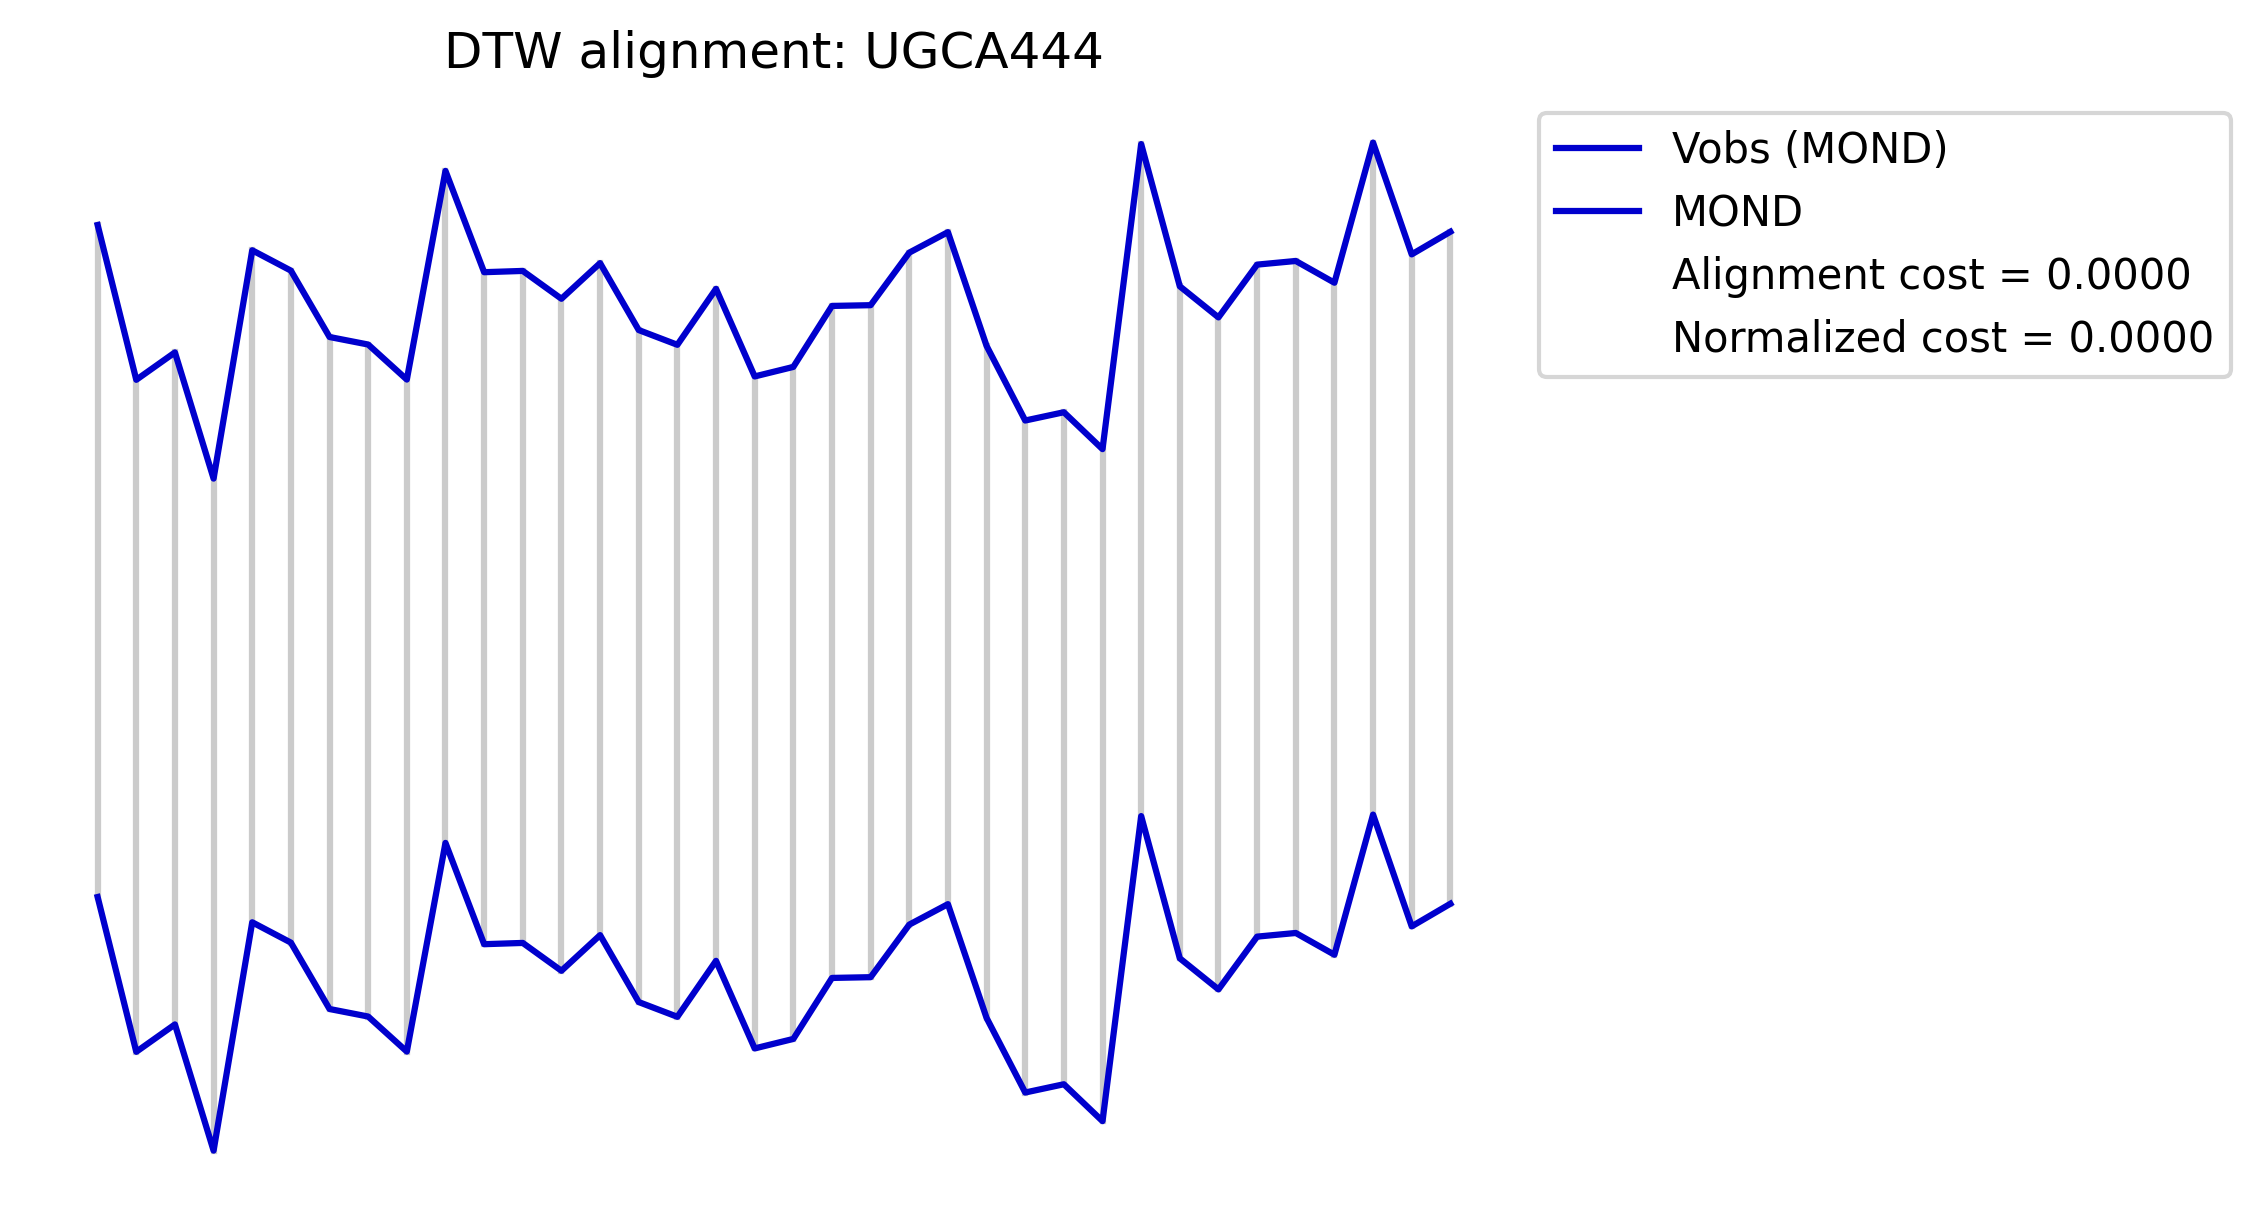 DTW alignment: UGCA444
Vobs (MOND)
MOND
Alignment cost = 0.0000
Normalized cost = 0.0000